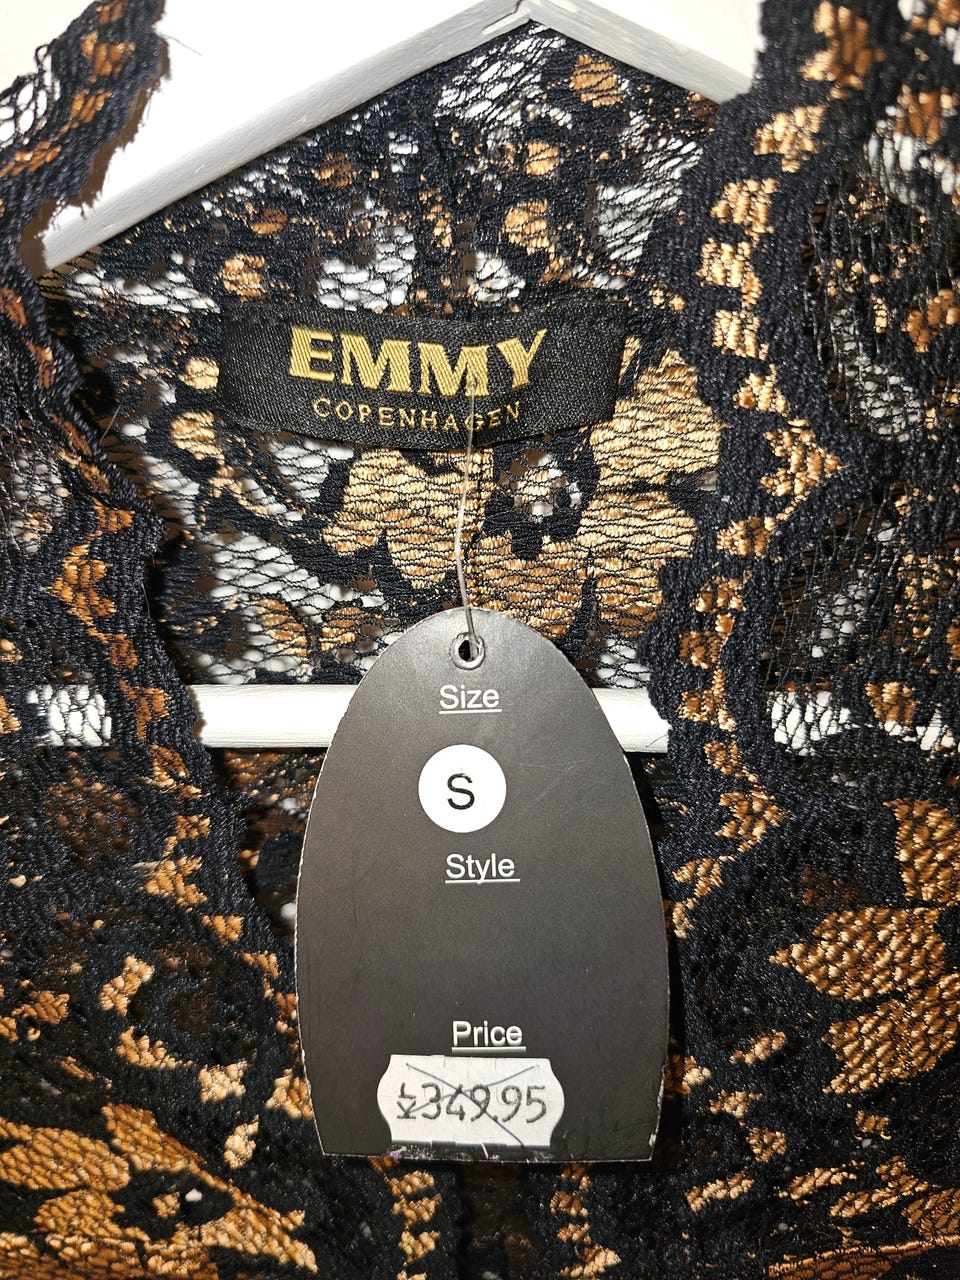 EMMY
COPENHAGEN
Size
S
Style
Price
349.95